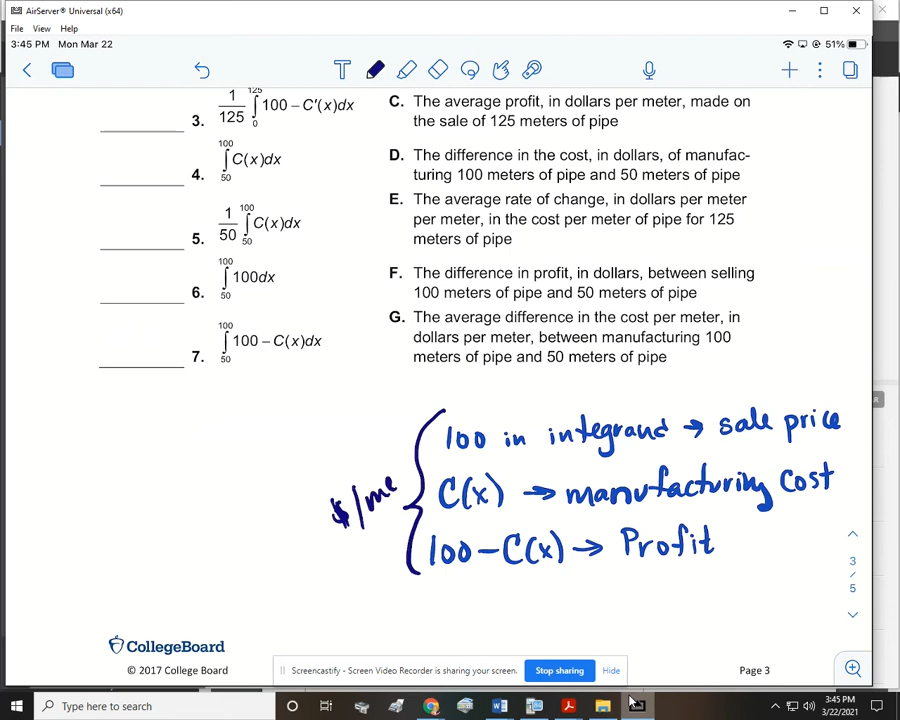 AirServer® Universal (x64)
File View Help
3:45 PM Mon Mar 22
51%
3. 1/125 ∫₀¹²⁵ 100 – C′(x)dx
C. The average profit, in dollars per meter, made on
the sale of 125 meters of pipe
4. ∫₅₀¹⁰⁰ C(x)dx
D. The difference in the cost, in dollars, of manufac-
turing 100 meters of pipe and 50 meters of pipe
E. The average rate of change, in dollars per meter
per meter, in the cost per meter of pipe for 125
meters of pipe
5. 1/50 ∫₅₀¹⁰⁰ C(x)dx
6. ∫₅₀¹⁰⁰ 100dx
F. The difference in profit, in dollars, between selling
100 meters of pipe and 50 meters of pipe
7. ∫₅₀¹⁰⁰ 100 – C(x)dx
G. The average difference in the cost per meter, in
dollars per meter, between manufacturing 100
meters of pipe and 50 meters of pipe
100 in integrand → sale price
$/me
C(x) → manufacturing cost
100 – C(x) → Profit
3
/
5
CollegeBoard
© 2017 College Board
Screencastify - Screen Video Recorder is sharing your screen.
Stop sharing
Hide
Page 3
Type here to search
3:45 PM
3/22/2021